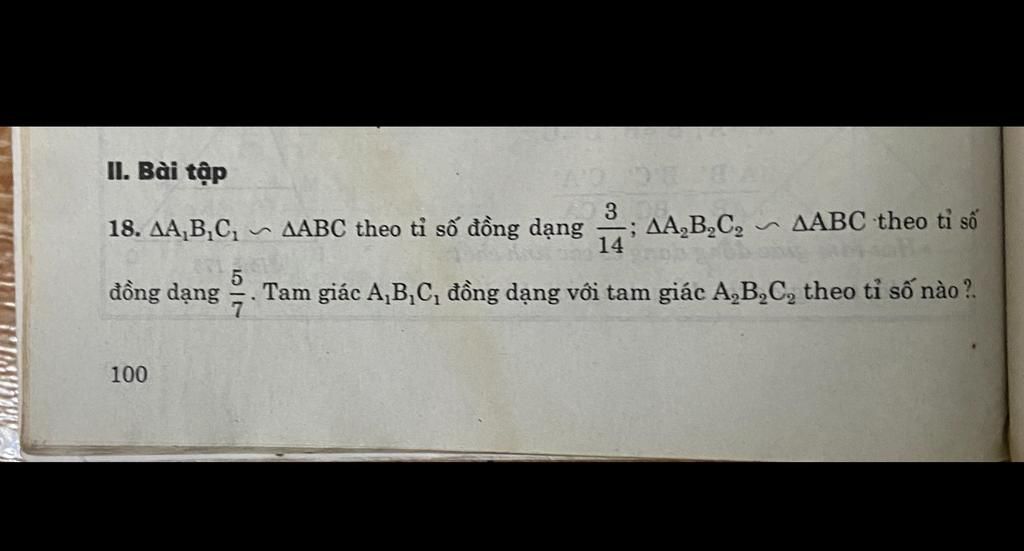 II. Bài tập
18. ΔA₁B₁C₁ ∽ ΔABC theo tỉ số đồng dạng 3/14; ΔA₂B₂C₂ ∽ ΔABC theo tỉ số
đồng dạng 5/7. Tam giác A₁B₁C₁ đồng dạng với tam giác A₂B₂C₂ theo tỉ số nào?.
100